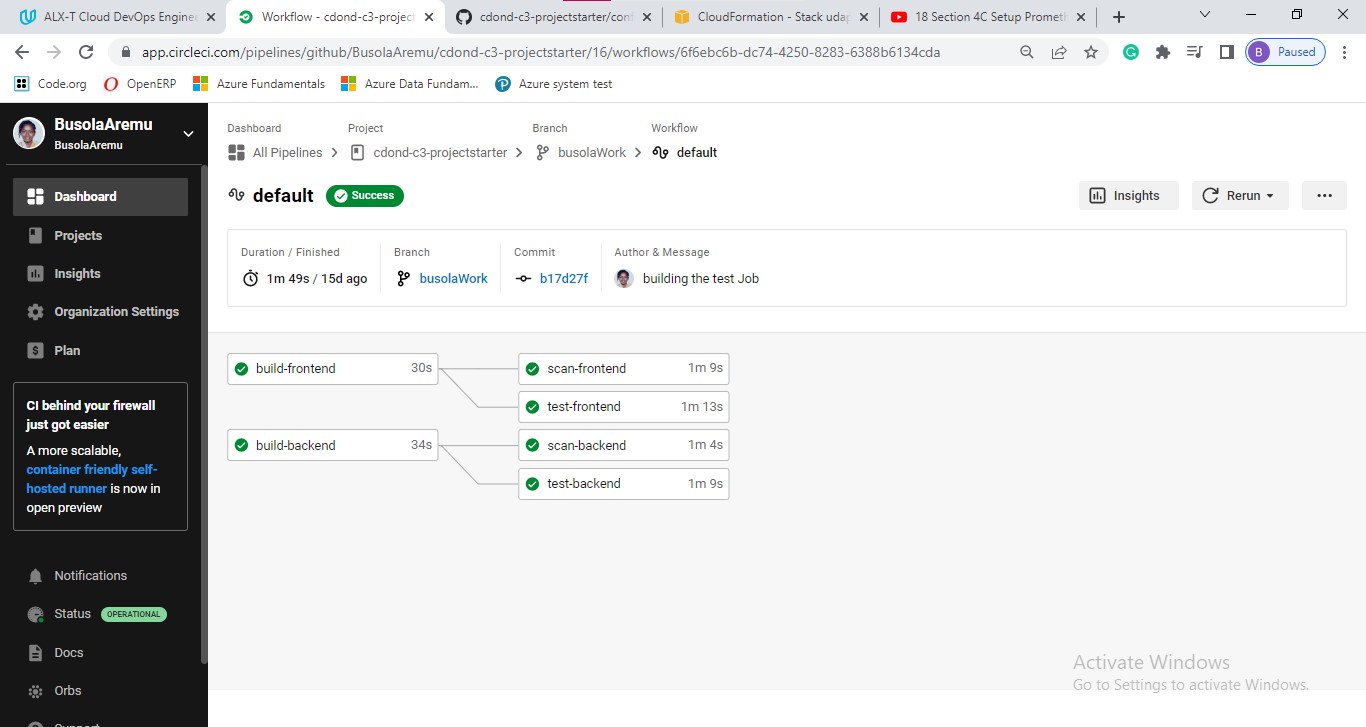 ALX-T Cloud DevOps Engine
Workflow - cdond-c3-project
cdond-c3-projectstarter/conf
CloudFormation - Stack udap
18 Section 4C Setup Prometh
app.circleci.com/pipelines/github/BusolaAremu/cdond-c3-projectstarter/16/workflows/6f6ebc6b-dc74-4250-8283-6388b6134cda
B Paused
Code.org
OpenERP
Azure Fundamentals
Azure Data Fundam...
Azure system test
BusolaAremu
BusolaAremu
Dashboard
Projects
Insights
Organization Settings
Plan
CI behind your firewall
just got easier
A more scalable,
container friendly self-
hosted runner is now in
open preview
Notifications
Status OPERATIONAL
Docs
Orbs
Support
Dashboard Project Branch Workflow
All Pipelines cdond-c3-projectstarter busolaWork default
default Success
Insights Rerun
Duration / Finished Branch Commit Author & Message
1m 49s / 15d ago busolaWork b17d27f building the test Job
build-frontend 30s scan-frontend 1m 9s
test-frontend 1m 13s
build-backend 34s scan-backend 1m 4s
test-backend 1m 9s
Activate Windows
Go to Settings to activate Windows.